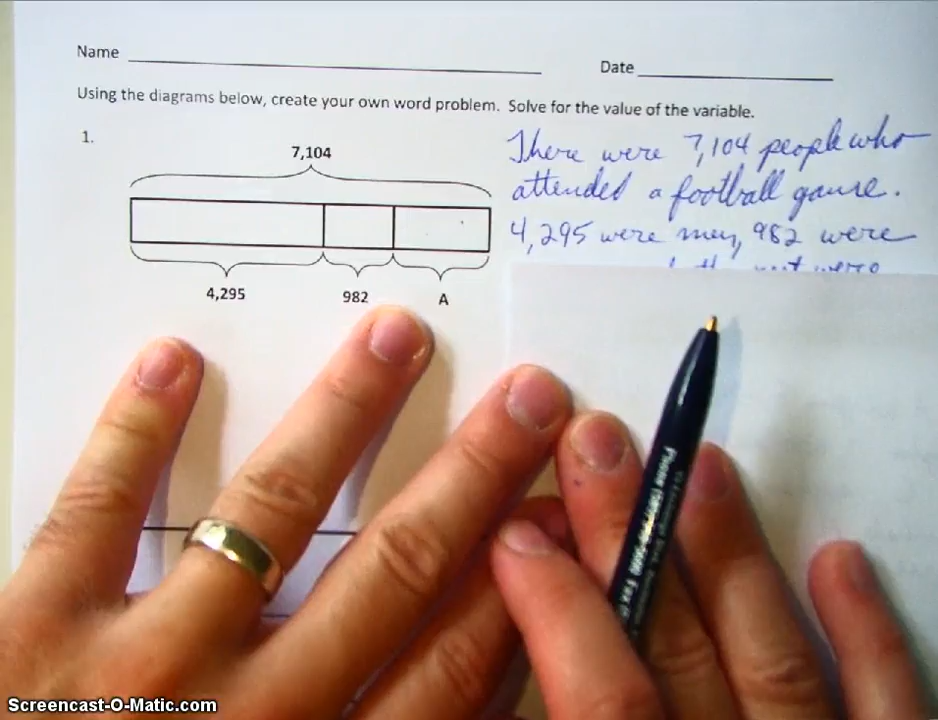 Name Date
Using the diagrams below, create your own word problem. Solve for the value of the variable.
1.
7,104
4,295 982 A
There were 7,104 people who
attended a football game.
4,295 were men, 982 were
were
Screencast-O-Matic.com